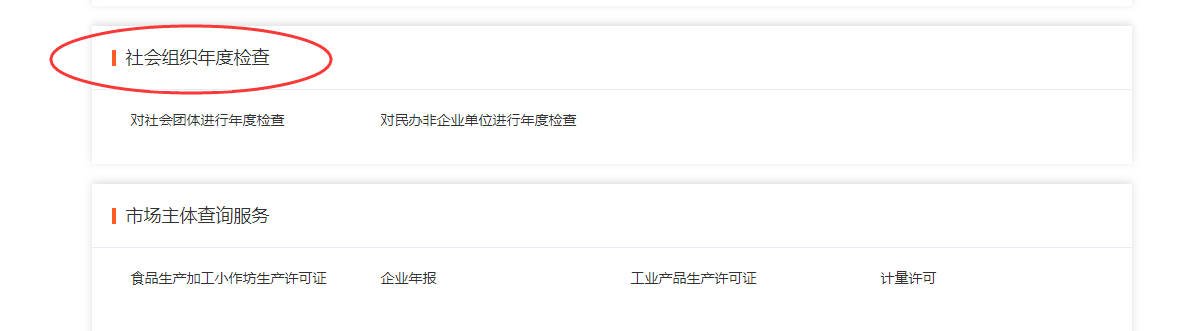 社会组织年度检查
对社会团体进行年度检查 对民办非企业单位进行年度检查
市场主体查询服务
食品生产加工小作坊生产许可证 企业年报 工业产品生产许可证 计量许可